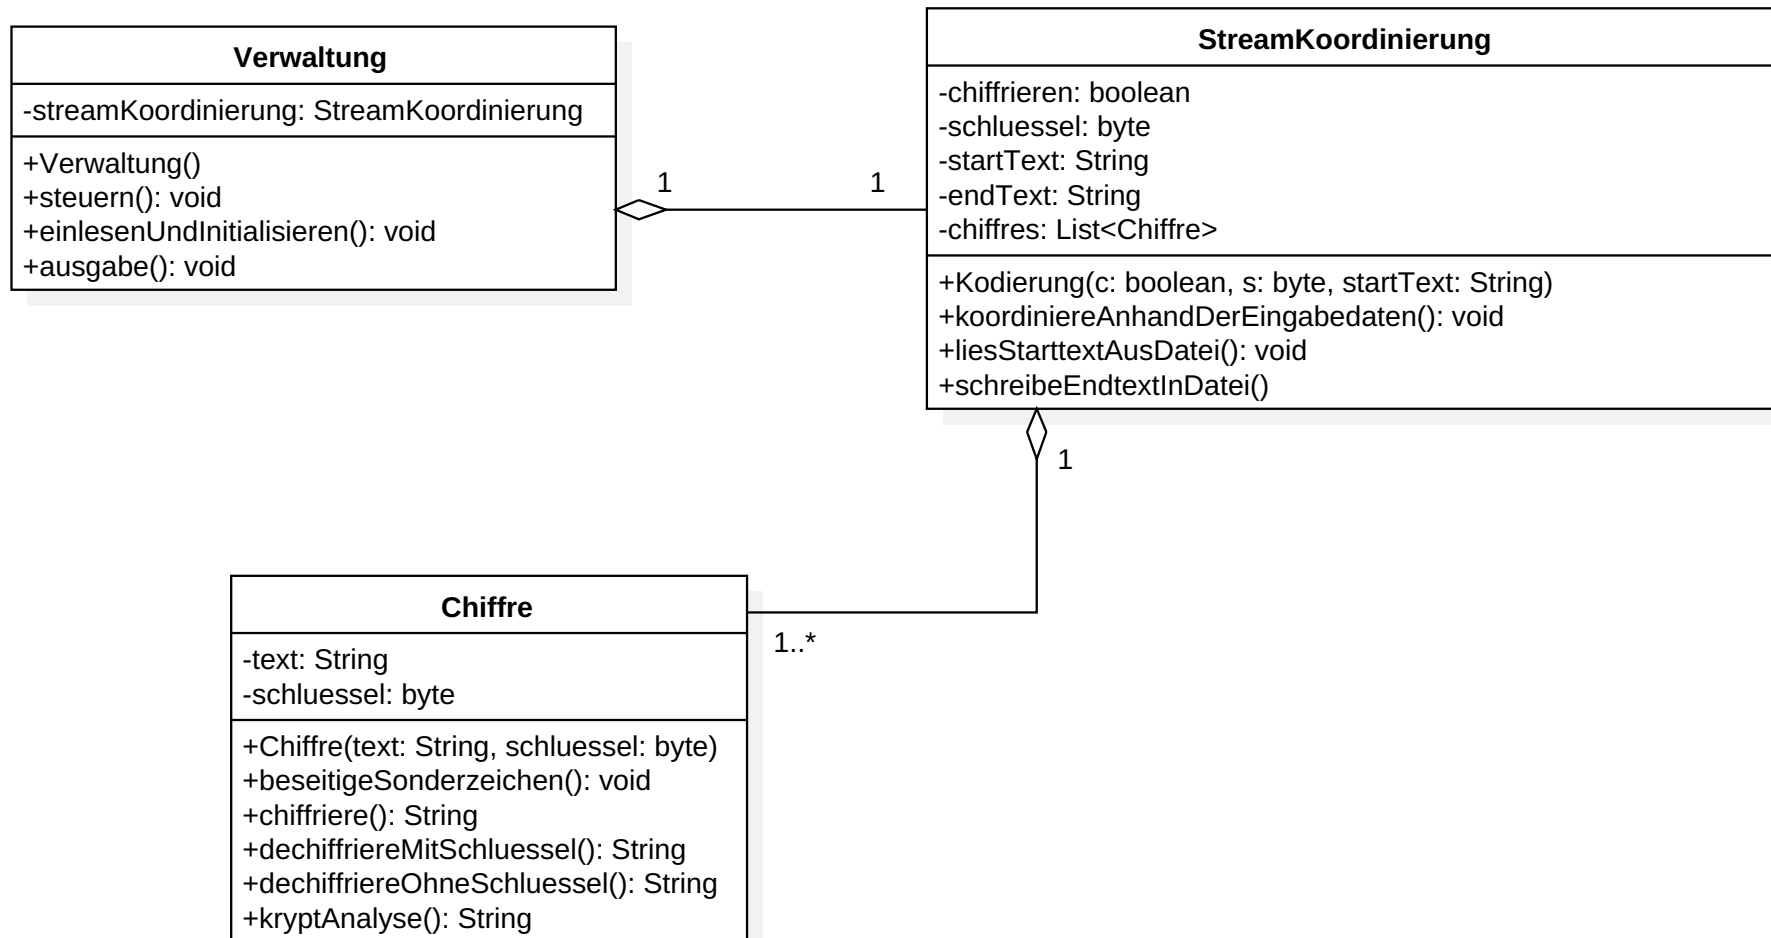 Verwaltung
-streamKoordinierung: StreamKoordinierung
+Verwaltung()
+steuern(): void
+einlesenUndInitialisieren(): void
+ausgabe(): void
1
1
StreamKoordinierung
-chiffrieren: boolean
-schluessel: byte
-startText: String
-endText: String
-chiffres: List<Chiffre>
+Kodierung(c: boolean, s: byte, startText: String)
+koordiniereAnhandDerEingabedaten(): void
+liesStarttextAusDatei(): void
+schreibeEndtextInDatei()
1
1..*
Chiffre
-text: String
-schluessel: byte
+Chiffre(text: String, schluessel: byte)
+beseitigeSonderzeichen(): void
+chiffriere(): String
+dechiffriereMitSchluessel(): String
+dechiffriereOhneSchluessel(): String
+kryptAnalyse(): String